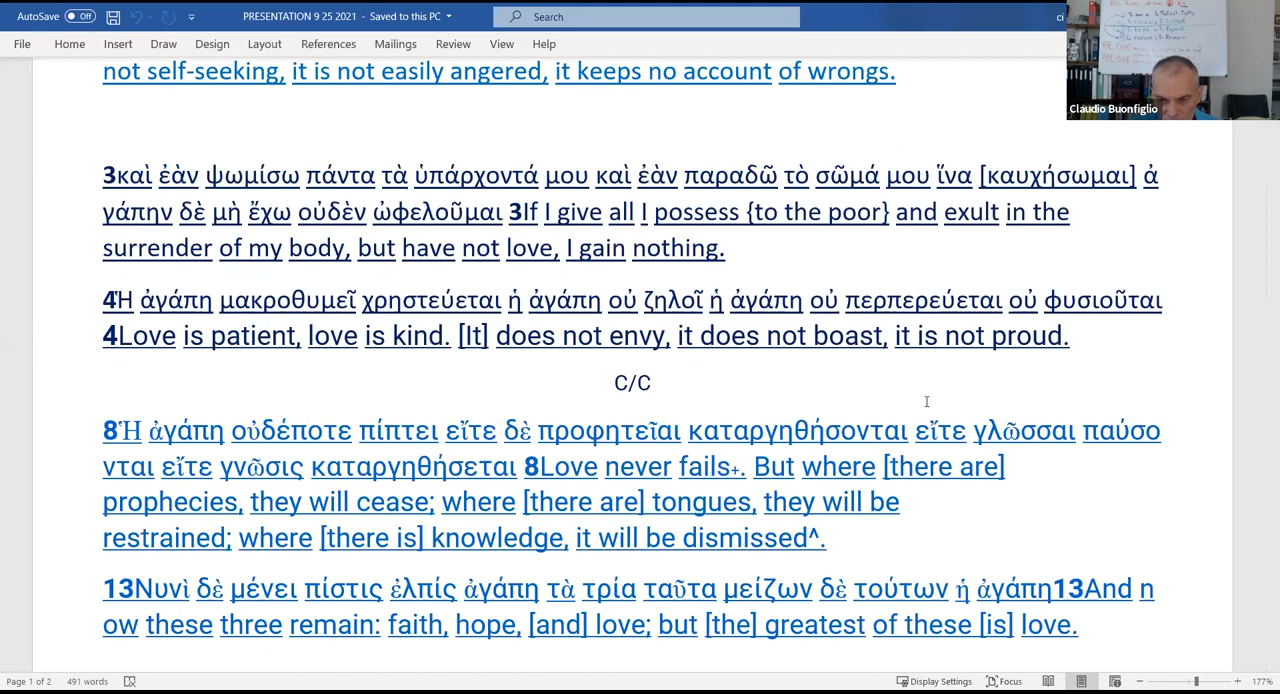 AutoSave Off PRESENTATION 9 25 2021 - Saved to this PC Search ci
File Home Insert Draw Design Layout References Mailings Review View Help
Claudio Buonfiglio
not self-seeking, it is not easily angered, it keeps no account of wrongs.
3καὶ ἐὰν ψωμίσω πάντα τὰ ὑπάρχοντά μου καὶ ἐὰν παραδῶ τὸ σῶμά μου ἵνα [καυχήσωμαι] ἀ
γάπην δὲ μὴ ἔχω οὐδὲν ὠφελοῦμαι 3If I give all I possess {to the poor} and exult in the
surrender of my body, but have not love, I gain nothing.
4Ἡ ἀγάπη μακροθυμεῖ χρηστεύεται ἡ ἀγάπη οὐ ζηλοῖ ἡ ἀγάπη οὐ περπερεύεται οὐ φυσιοῦται
4Love is patient, love is kind. [It] does not envy, it does not boast, it is not proud.
C/C
8Ἡ ἀγάπη οὐδέποτε πίπτει εἴτε δὲ προφητεῖαι καταργηθήσονται εἴτε γλῶσσαι παύσο
νται εἴτε γνῶσις καταργηθήσεται 8Love never fails+. But where [there are]
prophecies, they will cease; where [there are] tongues, they will be
restrained; where [there is] knowledge, it will be dismissed^.
13Νυνὶ δὲ μένει πίστις ἐλπίς ἀγάπη τὰ τρία ταῦτα μείζων δὲ τούτων ἡ ἀγάπη13And n
ow these three remain: faith, hope, [and] love; but [the] greatest of these [is] love.
Page 1 of 2 491 words Display Settings Focus 177%